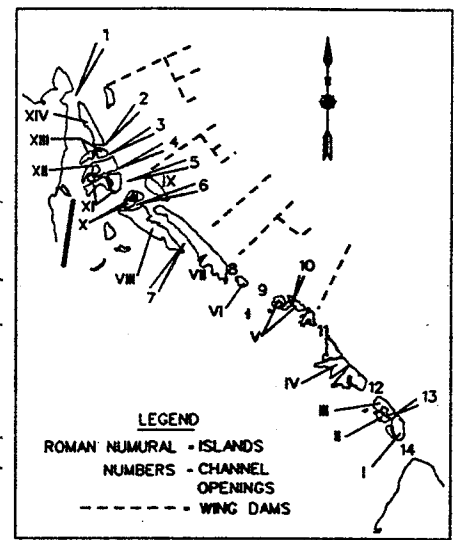 1
XIV
2
XIII
3
4
XII
5
IX
6
XI
X
VIII
7
VII
8
VI
9
10
V
11
IV
12
III
13
II
I
14
LEGEND
ROMAN NUMURAL - ISLANDS
NUMBERS - CHANNEL
OPENINGS
------ WING DAMS